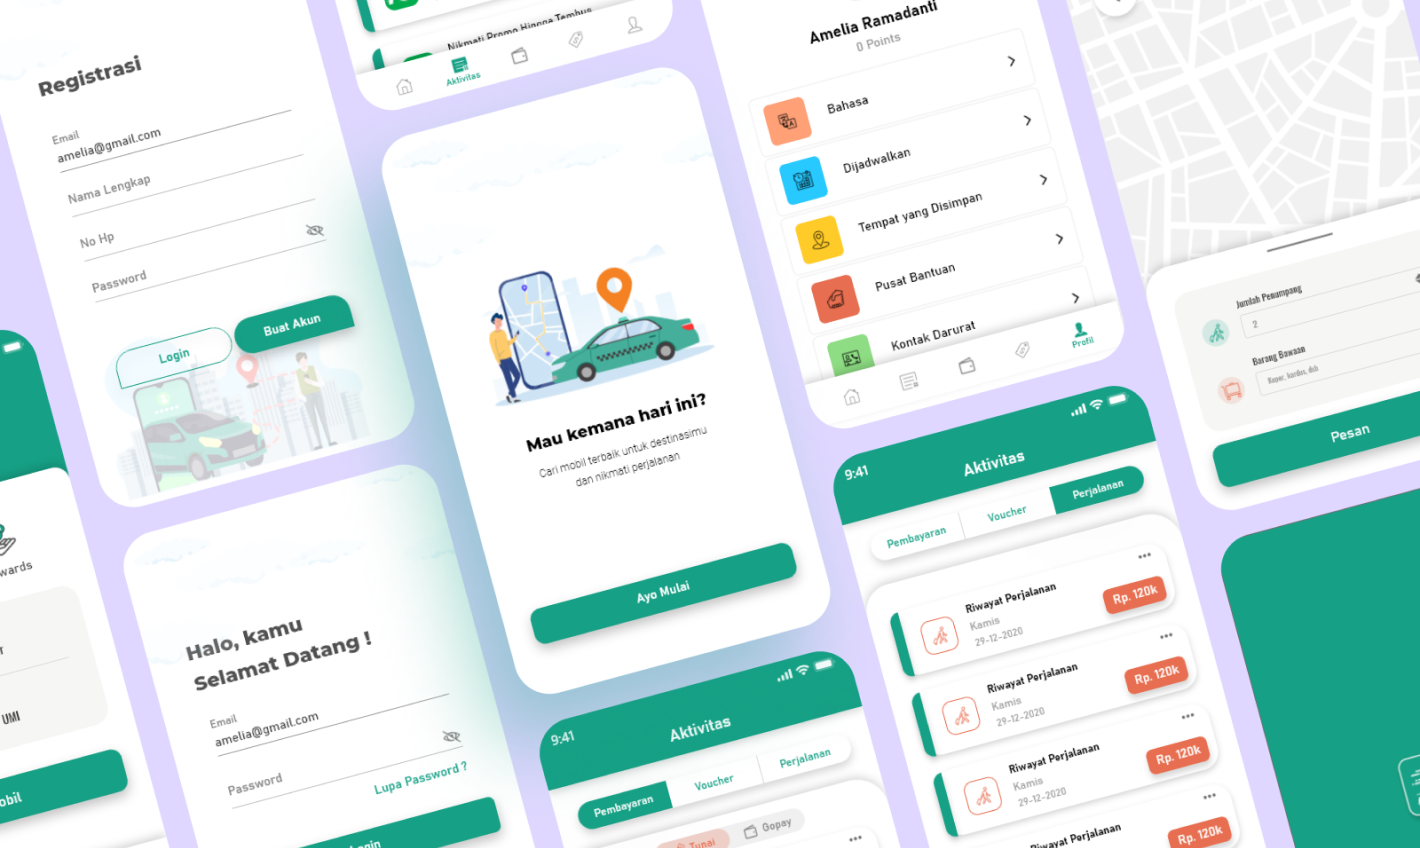 Registrasi
Email
amelia@gmail.com
Nama Lengkap
No Hp
Password
Login
Buat Akun
Nikmati Promo Hingga Tembus
Aktivitas
Mau kemana hari ini?
Cari mobil terbaik untuk destinasimu
dan nikmati perjalanan
Ayo Mulai
Amelia Ramadanti
0 Points
Bahasa
Dijadwalkan
Tempat yang Disimpan
Pusat Bantuan
Kontak Darurat
Profil
Jumlah Penumpang
2
Barang Bawaan
Koper, kardus, dsb
Pesan
UMI
Halo, kamu
Selamat Datang !
Email
amelia@gmail.com
Password
Lupa Password ?
9:41
Aktivitas
Pembayaran
Voucher
Perjalanan
Tunai
Gopay
9:41
Aktivitas
Pembayaran
Voucher
Perjalanan
Riwayat Perjalanan
Kamis
29-12-2020
Rp. 120k
Riwayat Perjalanan
Kamis
29-12-2020
Rp. 120k
Riwayat Perjalanan
Kamis
29-12-2020
Rp. 120k
Riwayat Perjalanan
Rp. 120k